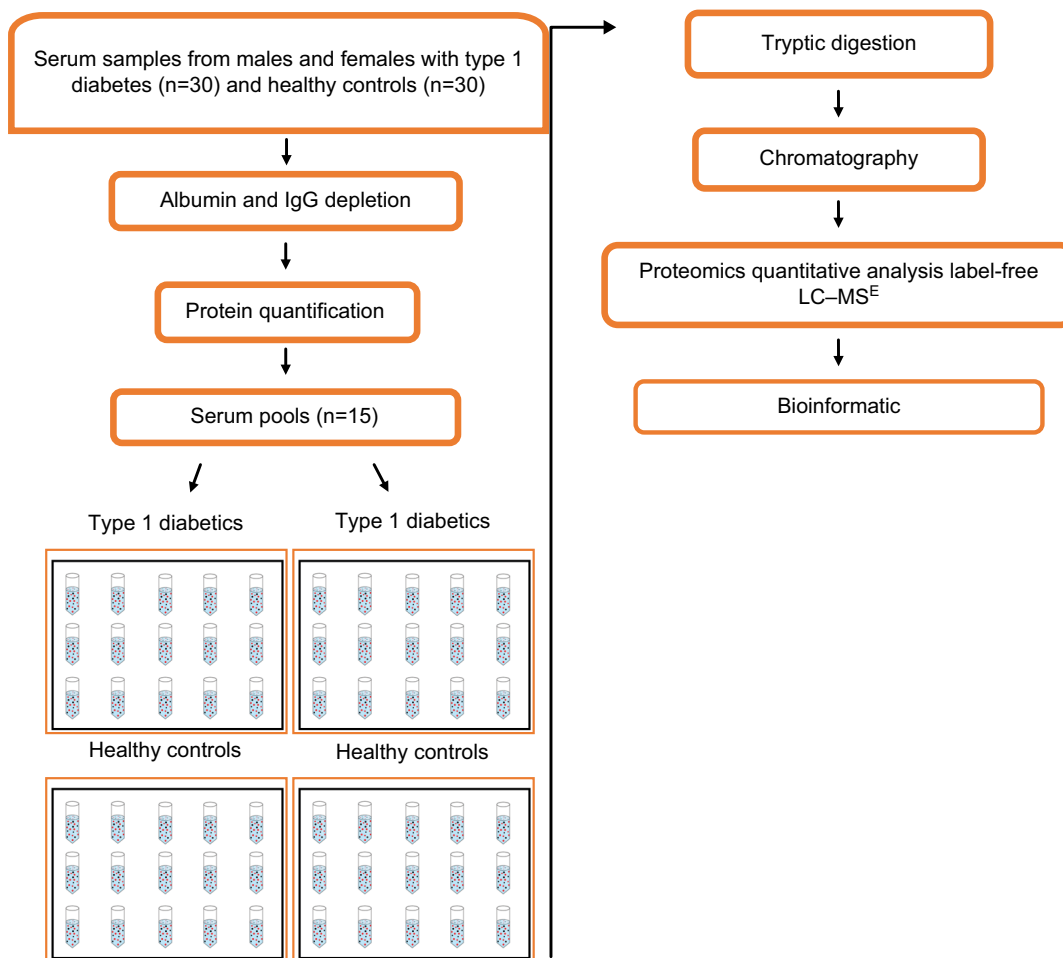 Serum samples from males and females with type 1
diabetes (n=30) and healthy controls (n=30)
Albumin and IgG depletion
Protein quantification
Serum pools (n=15)
Type 1 diabetics
Type 1 diabetics
Healthy controls
Healthy controls
Tryptic digestion
Chromatography
Proteomics quantitative analysis label-free
LC–MSᴱ
Bioinformatic